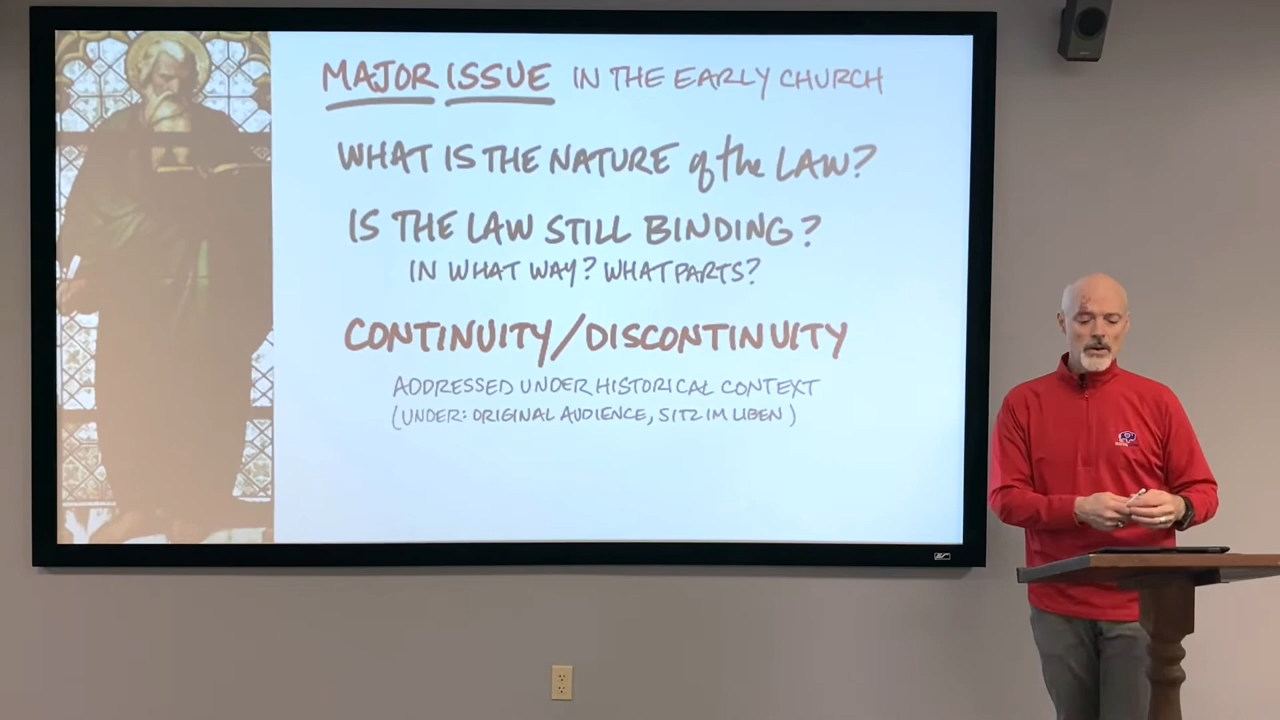 MAJOR ISSUE IN THE EARLY CHURCH
WHAT IS THE NATURE of the LAW?
IS THE LAW STILL BINDING?
IN WHAT WAY? WHAT PARTS?
CONTINUITY/DISCONTINUITY
ADDRESSED UNDER HISTORICAL CONTEXT
(UNDER: ORIGINAL AUDIENCE, SITZ IM LIBEN)